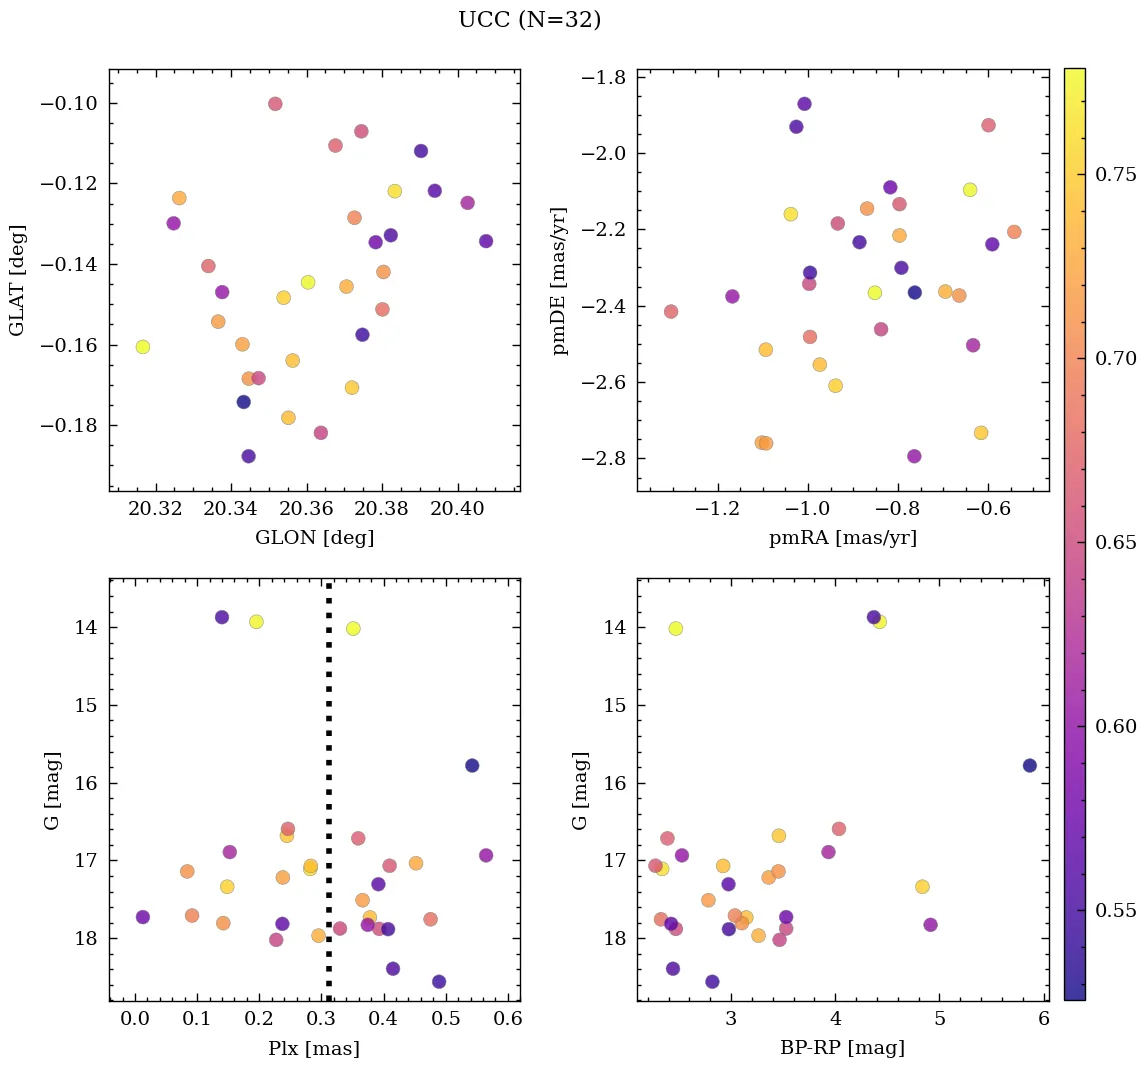 UCC (N=32)
−0.10
−0.12
−0.14
−0.16
−0.18
GLAT [deg]
20.32 20.34 20.36 20.38 20.40
GLON [deg]
−1.8
−2.0
−2.2
−2.4
−2.6
−2.8
pmDE [mas/yr]
−1.2 −1.0 −0.8 −0.6
pmRA [mas/yr]
14
15
16
17
18
G [mag]
0.0 0.1 0.2 0.3 0.4 0.5 0.6
Plx [mas]
14
15
16
17
18
G [mag]
3 4 5 6
BP-RP [mag]
0.75
0.70
0.65
0.60
0.55